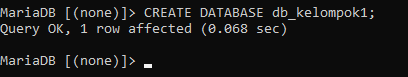 MariaDB [(none)]> CREATE DATABASE db_kelompok1;
Query OK, 1 row affected (0.068 sec)
MariaDB [(none)]> _